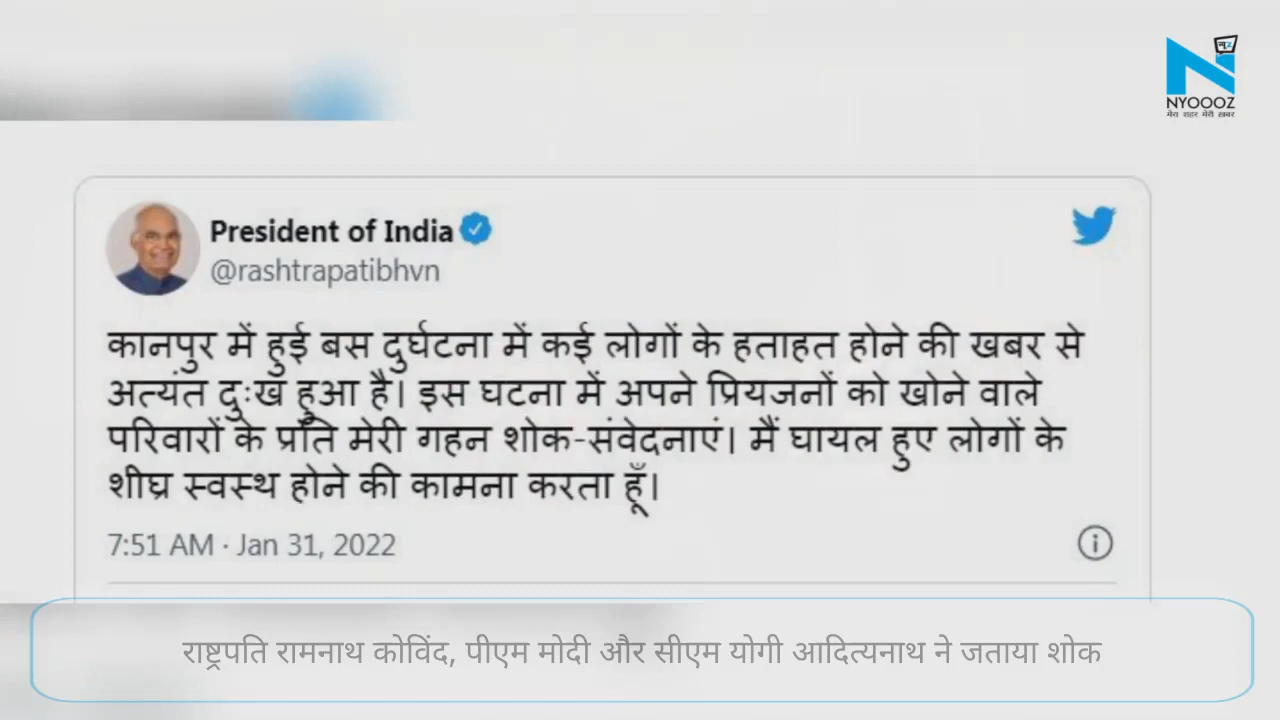 न्यूज़
NYOOOZ
मेरा शहर मेरी ख़बर
President of India
@rashtrapatibhvn
कानपुर में हुई बस दुर्घटना में कई लोगों के हताहत होने की खबर से
अत्यंत दुःख हुआ है। इस घटना में अपने प्रियजनों को खोने वाले
परिवारों के प्रति मेरी गहन शोक-संवेदनाएं। मैं घायल हुए लोगों के
शीघ्र स्वस्थ होने की कामना करता हूँ।
7:51 AM · Jan 31, 2022
राष्ट्रपति रामनाथ कोविंद, पीएम मोदी और सीएम योगी आदित्यनाथ ने जताया शोक